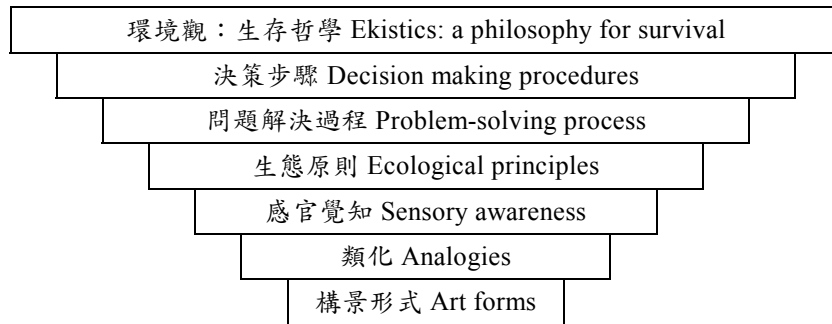 環境觀：生存哲學 Ekistics: a philosophy for survival
決策步驟 Decision making procedures
問題解決過程 Problem-solving process
生態原則 Ecological principles
感官覺知 Sensory awareness
類化 Analogies
構景形式 Art forms